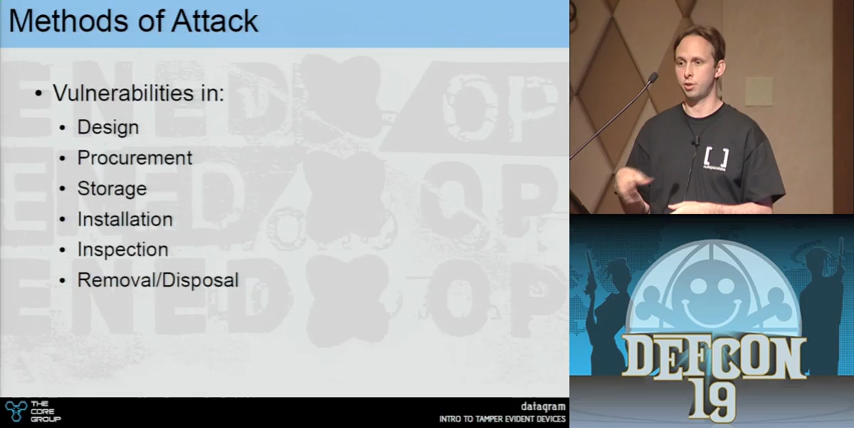 Methods of Attack
• Vulnerabilities in:
• Design
• Procurement
• Storage
• Installation
• Inspection
• Removal/Disposal
THE
CORE
GROUP
datagram
INTRO TO TAMPER EVIDENT DEVICES
[ ]
DEFCON
19